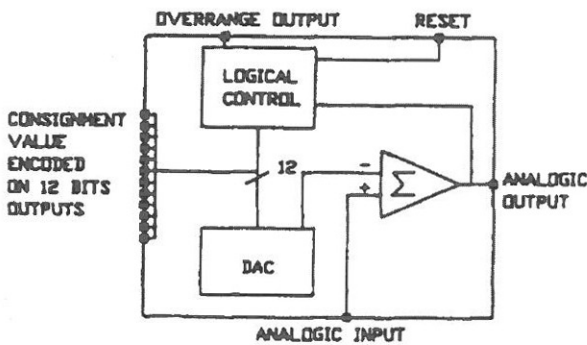 OVERRANGE OUTPUT
RESET
LOGICAL
CONTROL
CONSIGNMENT
VALUE
ENCODED
ON 12 BITS
OUTPUTS
12
-
+
Σ
ANALOGIC
OUTPUT
DAC
ANALOGIC INPUT